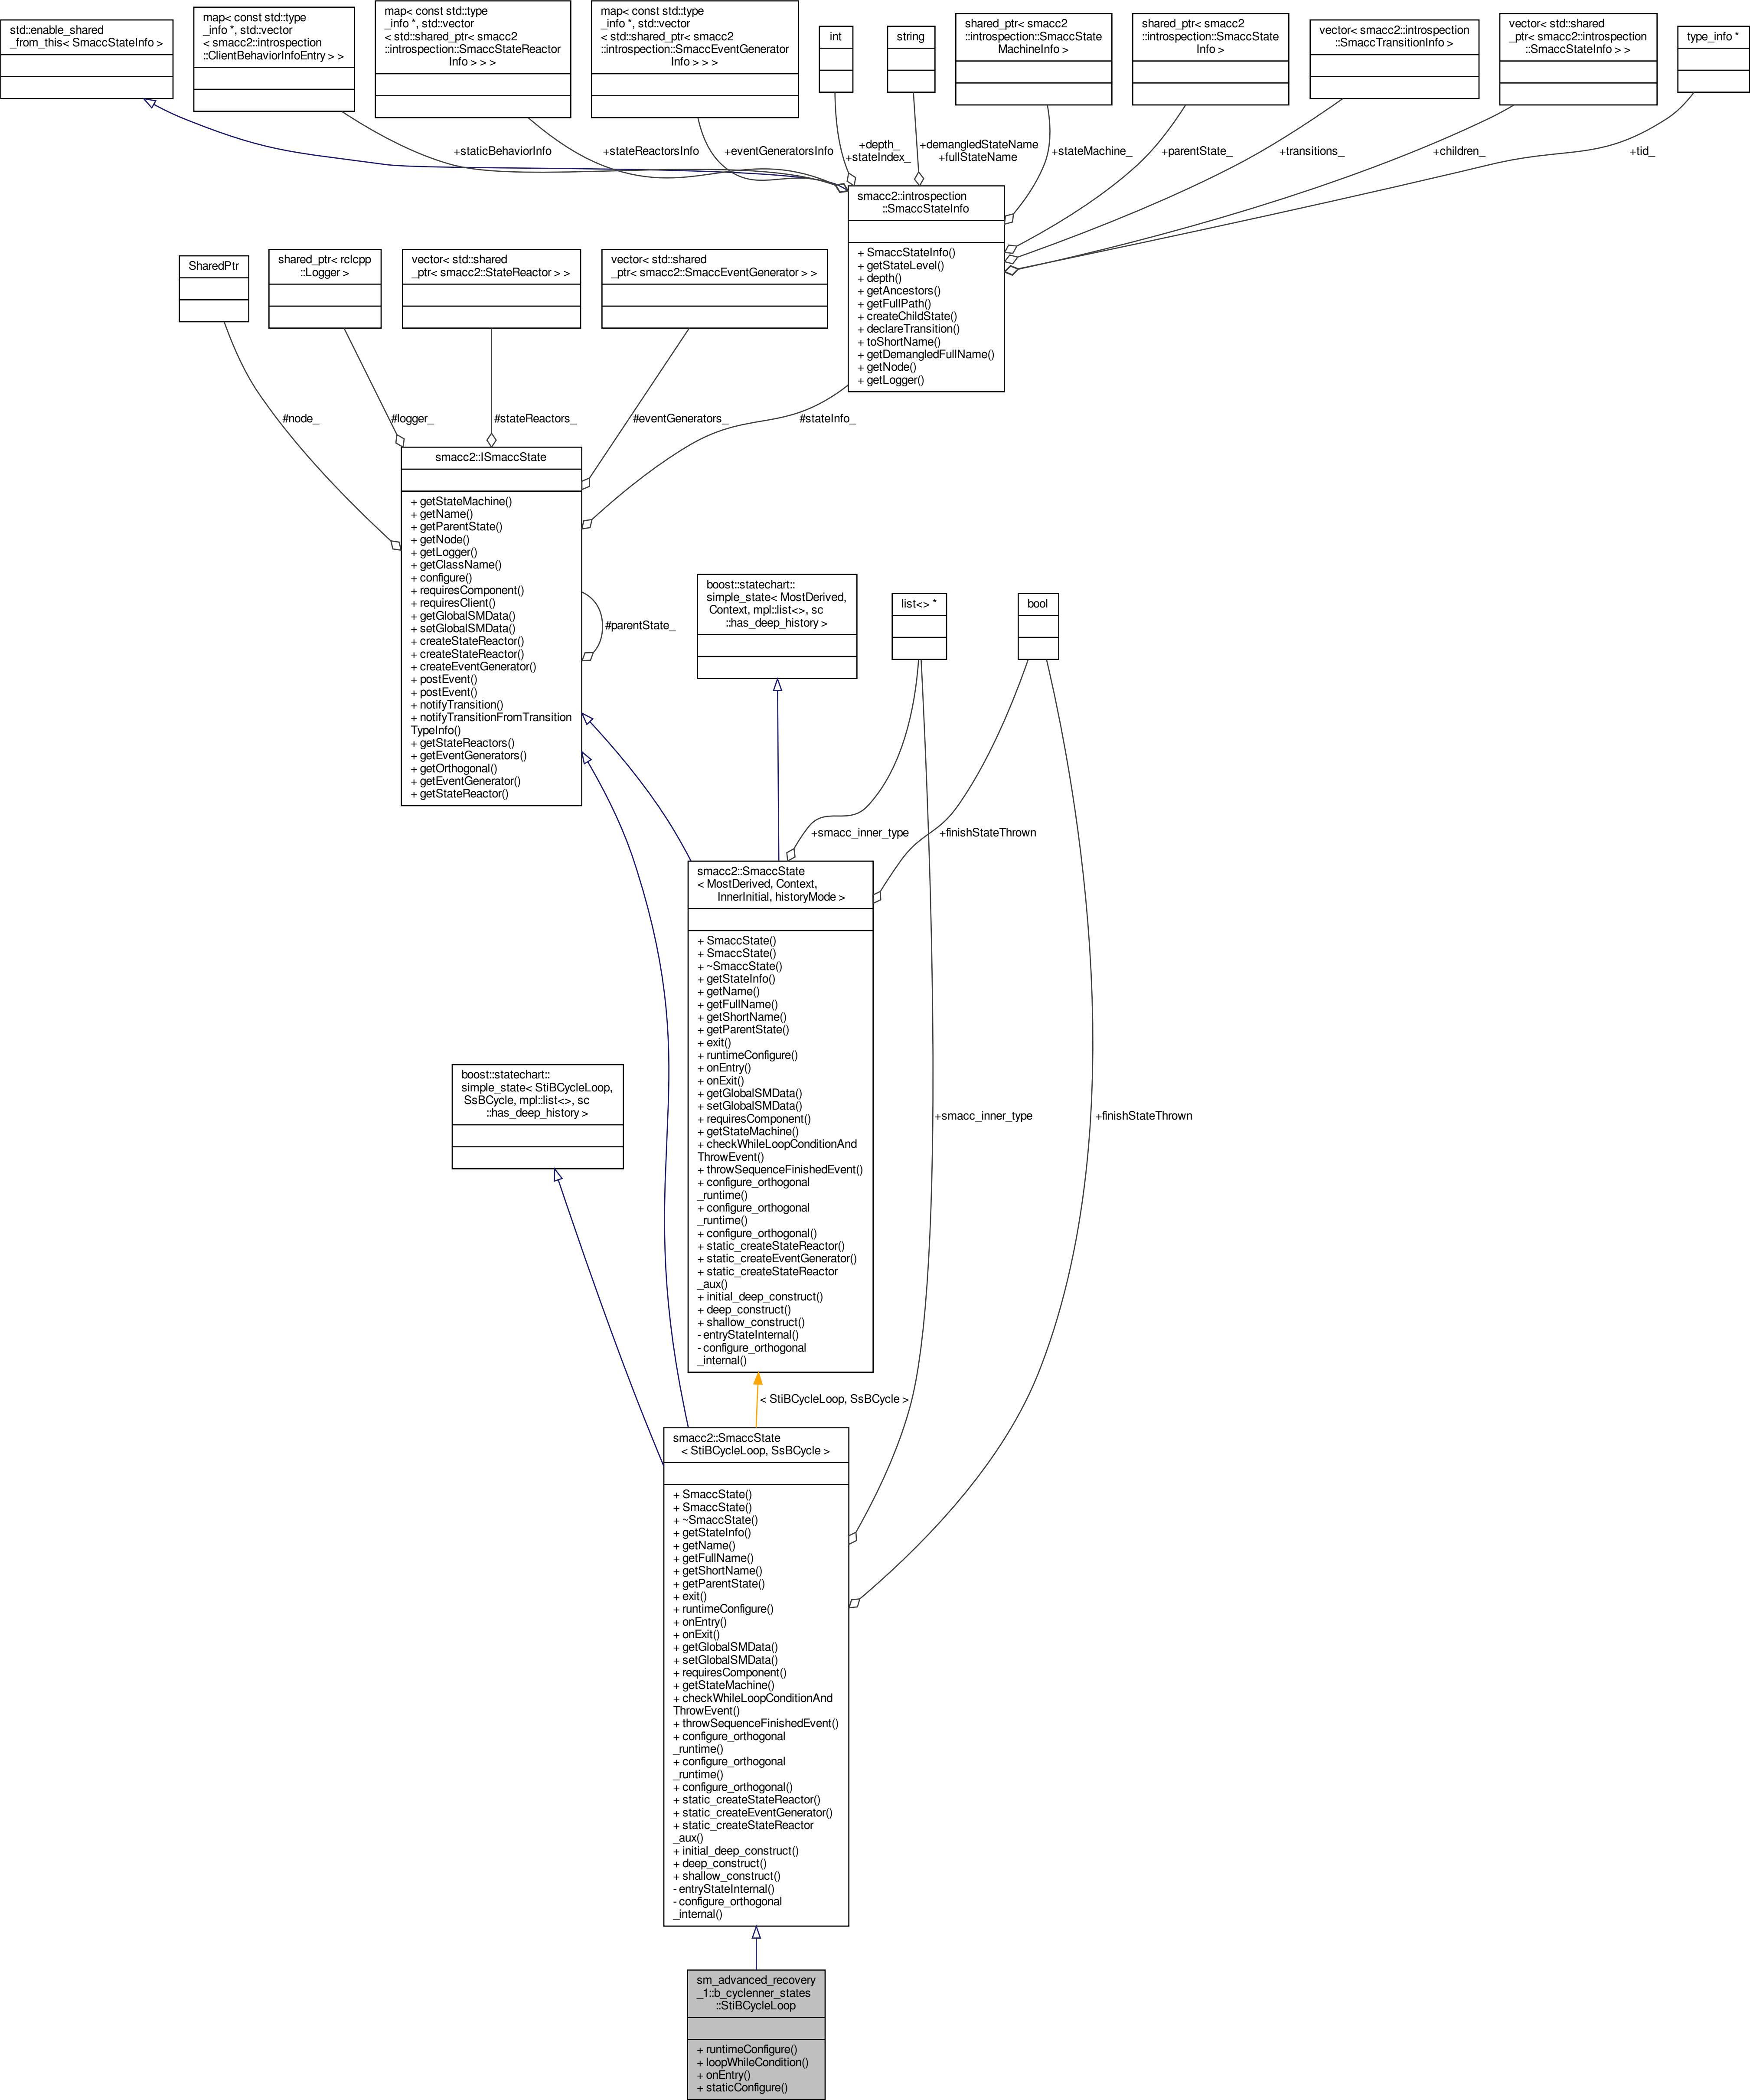 std::enable_shared
_from_this< SmaccStateInfo >
map< const std::type
_info *, std::vector
< smacc2::introspection
::ClientBehaviorInfoEntry > >
map< const std::type
_info *, std::vector
< std::shared_ptr< smacc2
::introspection::SmaccStateReactor
Info > > >
map< const std::type
_info *, std::vector
< std::shared_ptr< smacc2
::introspection::SmaccEventGenerator
Info > > >
int
string
shared_ptr< smacc2
::introspection::SmaccState
MachineInfo >
shared_ptr< smacc2
::introspection::SmaccState
Info >
vector< smacc2::introspection
::SmaccTransitionInfo >
vector< std::shared
_ptr< smacc2::introspection
::SmaccStateInfo > >
type_info *
+staticBehaviorInfo
+stateReactorsInfo
+eventGeneratorsInfo
+depth_
+stateIndex_
+demangledStateName
+fullStateName
+stateMachine_
+parentState_
+transitions_
+children_
+tid_
smacc2::introspection
::SmaccStateInfo
+ SmaccStateInfo()
+ getStateLevel()
+ depth()
+ getAncestors()
+ getFullPath()
+ createChildState()
+ declareTransition()
+ toShortName()
+ getDemangledFullName()
+ getNode()
+ getLogger()
SharedPtr
shared_ptr< rclcpp
::Logger >
vector< std::shared
_ptr< smacc2::StateReactor > >
vector< std::shared
_ptr< smacc2::SmaccEventGenerator > >
#node_
#logger_
#stateReactors_
#eventGenerators_
#stateInfo_
smacc2::ISmaccState
+ getStateMachine()
+ getName()
+ getParentState()
+ getNode()
+ getLogger()
+ getClassName()
+ configure()
+ requiresComponent()
+ requiresClient()
+ getGlobalSMData()
+ setGlobalSMData()
+ createStateReactor()
+ createStateReactor()
+ createEventGenerator()
+ postEvent()
+ postEvent()
+ notifyTransition()
+ notifyTransitionFromTransition
TypeInfo()
+ getStateReactors()
+ getEventGenerators()
+ getOrthogonal()
+ getEventGenerator()
+ getStateReactor()
#parentState_
boost::statechart::
simple_state< MostDerived,
Context, mpl::list<>, sc
::has_deep_history >
list<> *
bool
+smacc_inner_type
+finishStateThrown
smacc2::SmaccState
< MostDerived, Context,
InnerInitial, historyMode >
+ SmaccState()
+ SmaccState()
+ ~SmaccState()
+ getStateInfo()
+ getName()
+ getFullName()
+ getShortName()
+ getParentState()
+ exit()
+ runtimeConfigure()
+ onEntry()
+ onExit()
+ getGlobalSMData()
+ setGlobalSMData()
+ requiresComponent()
+ getStateMachine()
+ checkWhileLoopConditionAnd
ThrowEvent()
+ throwSequenceFinishedEvent()
+ configure_orthogonal
_runtime()
+ configure_orthogonal
_runtime()
+ configure_orthogonal()
+ static_createStateReactor()
+ static_createEventGenerator()
+ static_createStateReactor
_aux()
+ initial_deep_construct()
+ deep_construct()
+ shallow_construct()
- entryStateInternal()
- configure_orthogonal
_internal()
boost::statechart::
simple_state< StiBCycleLoop,
SsBCycle, mpl::list<>, sc
::has_deep_history >
+smacc_inner_type
+finishStateThrown
< StiBCycleLoop, SsBCycle >
smacc2::SmaccState
< StiBCycleLoop, SsBCycle >
+ SmaccState()
+ SmaccState()
+ ~SmaccState()
+ getStateInfo()
+ getName()
+ getFullName()
+ getShortName()
+ getParentState()
+ exit()
+ runtimeConfigure()
+ onEntry()
+ onExit()
+ getGlobalSMData()
+ setGlobalSMData()
+ requiresComponent()
+ getStateMachine()
+ checkWhileLoopConditionAnd
ThrowEvent()
+ throwSequenceFinishedEvent()
+ configure_orthogonal
_runtime()
+ configure_orthogonal
_runtime()
+ configure_orthogonal()
+ static_createStateReactor()
+ static_createEventGenerator()
+ static_createStateReactor
_aux()
+ initial_deep_construct()
+ deep_construct()
+ shallow_construct()
- entryStateInternal()
- configure_orthogonal
_internal()
sm_advanced_recovery
_1::b_cyclenner_states
::StiBCycleLoop
+ runtimeConfigure()
+ loopWhileCondition()
+ onEntry()
+ staticConfigure()